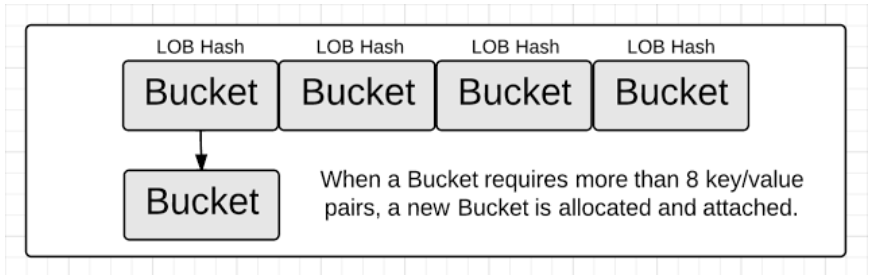 LOB Hash LOB Hash LOB Hash LOB Hash
Bucket Bucket Bucket Bucket
Bucket
When a Bucket requires more than 8 key/value
pairs, a new Bucket is allocated and attached.